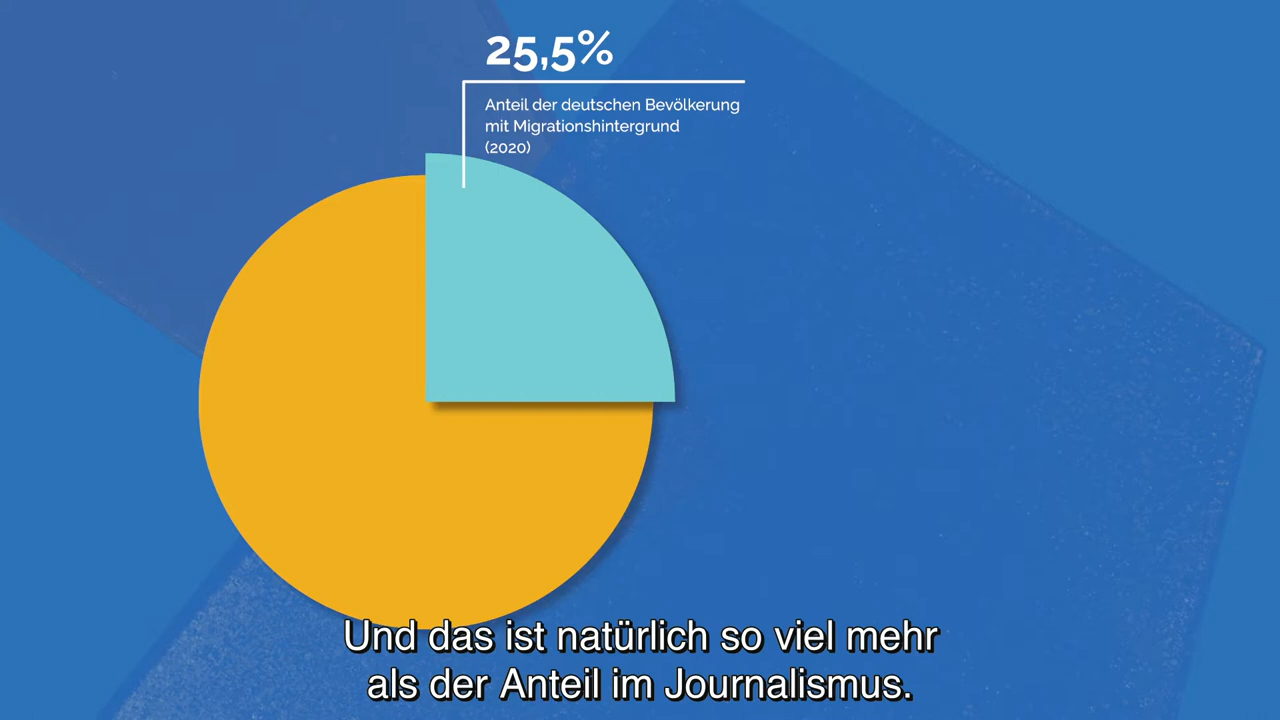 25,5%
Anteil der deutschen Bevölkerung
mit Migrationshintergrund
(2020)
Und das ist natürlich so viel mehr
als der Anteil im Journalismus.